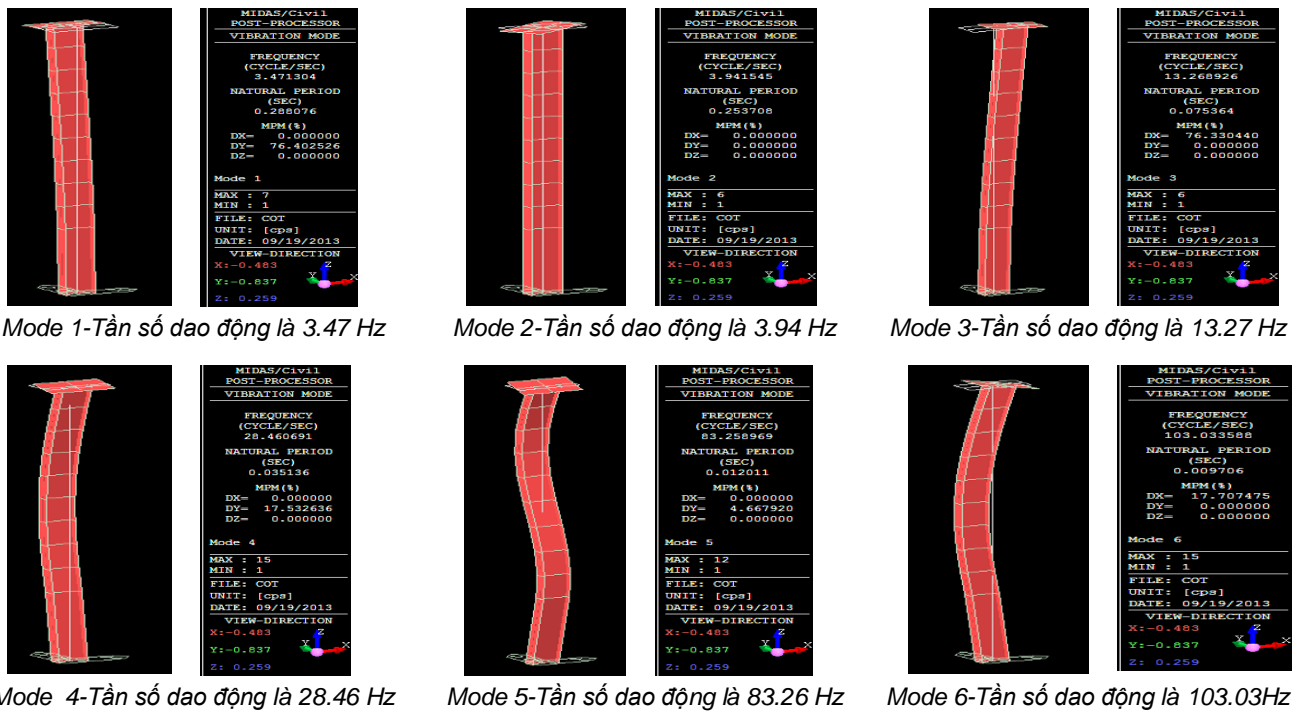 MIDAS/Civil
POST-PROCESSOR
VIBRATION MODE
FREQUENCY
(CYCLE/SEC)
3.471304
NATURAL PERIOD
(SEC)
0.288076
MPM(%)
DX= 0.000000
DY= 76.402526
DZ= 0.000000
Mode 1
MAX : 7
MIN : 1
FILE: COT
UNIT: [cps]
DATE: 09/19/2013
VIEW-DIRECTION
X:-0.483
Y:-0.837
Z: 0.259
Z
Y
X
Mode 1-Tần số dao động là 3.47 Hz
MIDAS/Civil
POST-PROCESSOR
VIBRATION MODE
FREQUENCY
(CYCLE/SEC)
3.941545
NATURAL PERIOD
(SEC)
0.253708
MPM(%)
DX= 0.000000
DY= 0.000000
DZ= 0.000000
Mode 2
MAX : 6
MIN : 1
FILE: COT
UNIT: [cps]
DATE: 09/19/2013
VIEW-DIRECTION
X:-0.483
Y:-0.837
Z: 0.259
Z
Y
X
Mode 2-Tần số dao động là 3.94 Hz
MIDAS/Civil
POST-PROCESSOR
VIBRATION MODE
FREQUENCY
(CYCLE/SEC)
13.268926
NATURAL PERIOD
(SEC)
0.075364
MPM(%)
DX= 76.330440
DY= 0.000000
DZ= 0.000000
Mode 3
MAX : 6
MIN : 1
FILE: COT
UNIT: [cps]
DATE: 09/19/2013
VIEW-DIRECTION
X:-0.483
Y:-0.837
Z: 0.259
Z
Y
X
Mode 3-Tần số dao động là 13.27 Hz
MIDAS/Civil
POST-PROCESSOR
VIBRATION MODE
FREQUENCY
(CYCLE/SEC)
28.460691
NATURAL PERIOD
(SEC)
0.035136
MPM(%)
DX= 0.000000
DY= 17.532636
DZ= 0.000000
Mode 4
MAX : 15
MIN : 1
FILE: COT
UNIT: [cps]
DATE: 09/19/2013
VIEW-DIRECTION
X:-0.483
Y:-0.837
Z: 0.259
Z
Y
X
Mode 4-Tần số dao động là 28.46 Hz
MIDAS/Civil
POST-PROCESSOR
VIBRATION MODE
FREQUENCY
(CYCLE/SEC)
83.258969
NATURAL PERIOD
(SEC)
0.012011
MPM(%)
DX= 0.000000
DY= 4.667920
DZ= 0.000000
Mode 5
MAX : 12
MIN : 1
FILE: COT
UNIT: [cps]
DATE: 09/19/2013
VIEW-DIRECTION
X:-0.483
Y:-0.837
Z: 0.259
Z
Y
X
Mode 5-Tần số dao động là 83.26 Hz
MIDAS/Civil
POST-PROCESSOR
VIBRATION MODE
FREQUENCY
(CYCLE/SEC)
103.033588
NATURAL PERIOD
(SEC)
0.009706
MPM(%)
DX= 17.707475
DY= 0.000000
DZ= 0.000000
Mode 6
MAX : 15
MIN : 1
FILE: COT
UNIT: [cps]
DATE: 09/19/2013
VIEW-DIRECTION
X:-0.483
Y:-0.837
Z: 0.259
Z
Y
X
Mode 6-Tần số dao động là 103.03Hz